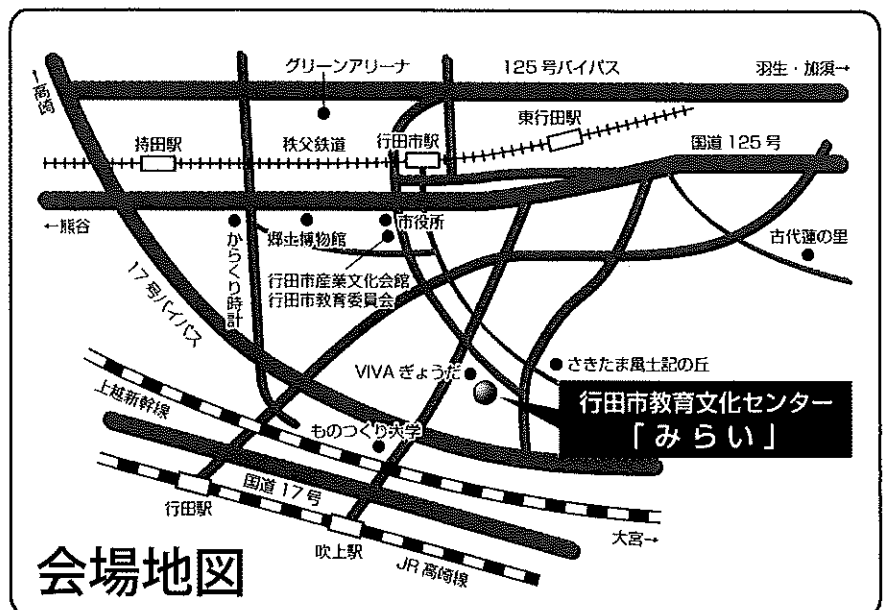 グリーンアリーナ
125号バイパス
羽生・加須→
←高崎
東行田駅
持田駅
秩父鉄道
行田市駅
国道125号
←熊谷
からくり時計
郷土博物館
市役所
古代蓮の里
行田市産業文化会館
行田市教育委員会
17号バイパス
VIVAぎょうだ
さきたま風土記の丘
上越新幹線
行田市教育文化センター
「みらい」
ものつくり大学
国道17号
行田駅
吹上駅
大宮→
JR高崎線
会場地図